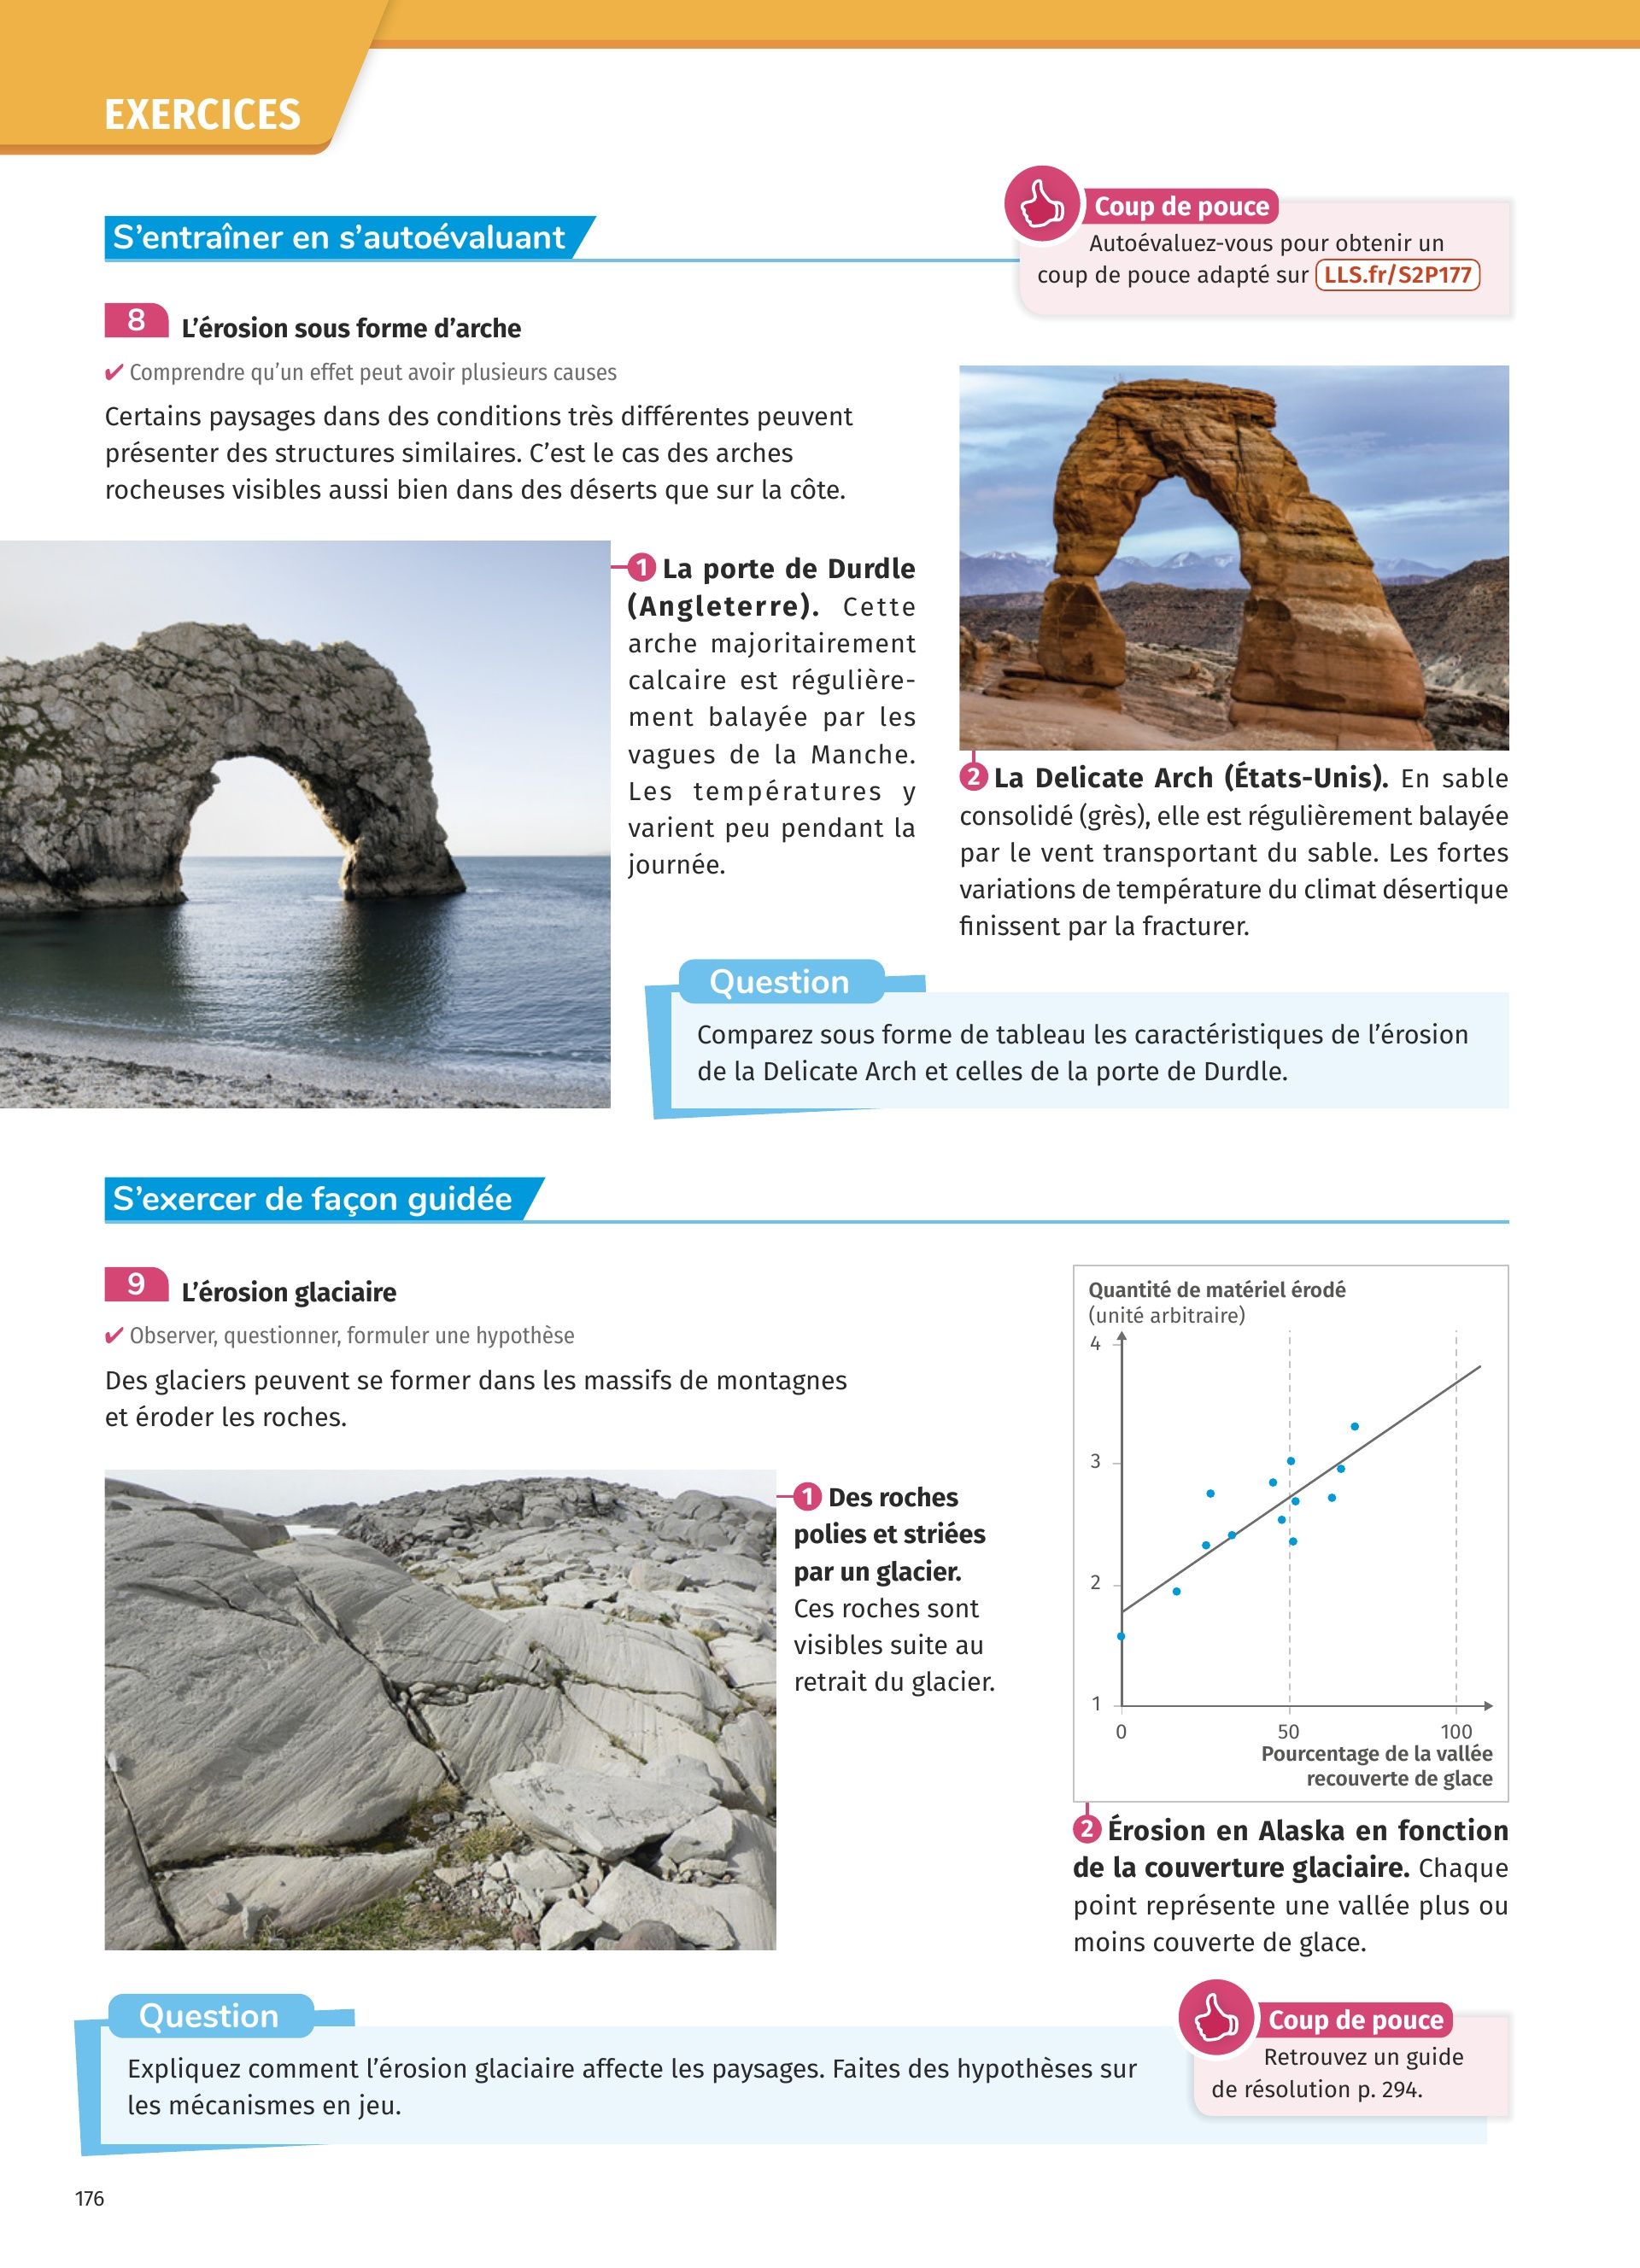 EXERCICES
S'entraîner en s'autoévaluant
Coup de pouce
Autoévaluez-vous pour obtenir un
coup de pouce adapté sur LLS.fr/S2P177
8 L'érosion sous forme d'arche
✔ Comprendre qu'un effet peut avoir plusieurs causes
Certains paysages dans des conditions très différentes peuvent
présenter des structures similaires. C'est le cas des arches
rocheuses visibles aussi bien dans des déserts que sur la côte.
1 La porte de Durdle
(Angleterre). Cette
arche majoritairement
calcaire est régulière-
ment balayée par les
vagues de la Manche.
Les températures y
varient peu pendant la
journée.
2 La Delicate Arch (États-Unis). En sable
consolidé (grès), elle est régulièrement balayée
par le vent transportant du sable. Les fortes
variations de température du climat désertique
finissent par la fracturer.
Question
Comparez sous forme de tableau les caractéristiques de l'érosion
de la Delicate Arch et celles de la porte de Durdle.
S'exercer de façon guidée
9 L'érosion glaciaire
✔ Observer, questionner, formuler une hypothèse
Des glaciers peuvent se former dans les massifs de montagnes
et éroder les roches.
1 Des roches
polies et striées
par un glacier.
Ces roches sont
visibles suite au
retrait du glacier.
Quantité de matériel érodé
(unité arbitraire)
4
3
2
1
0 50 100
Pourcentage de la vallée
recouverte de glace
2 Érosion en Alaska en fonction
de la couverture glaciaire. Chaque
point représente une vallée plus ou
moins couverte de glace.
Question
Expliquez comment l'érosion glaciaire affecte les paysages. Faites des hypothèses sur
les mécanismes en jeu.
Coup de pouce
Retrouvez un guide
de résolution p. 294.
176